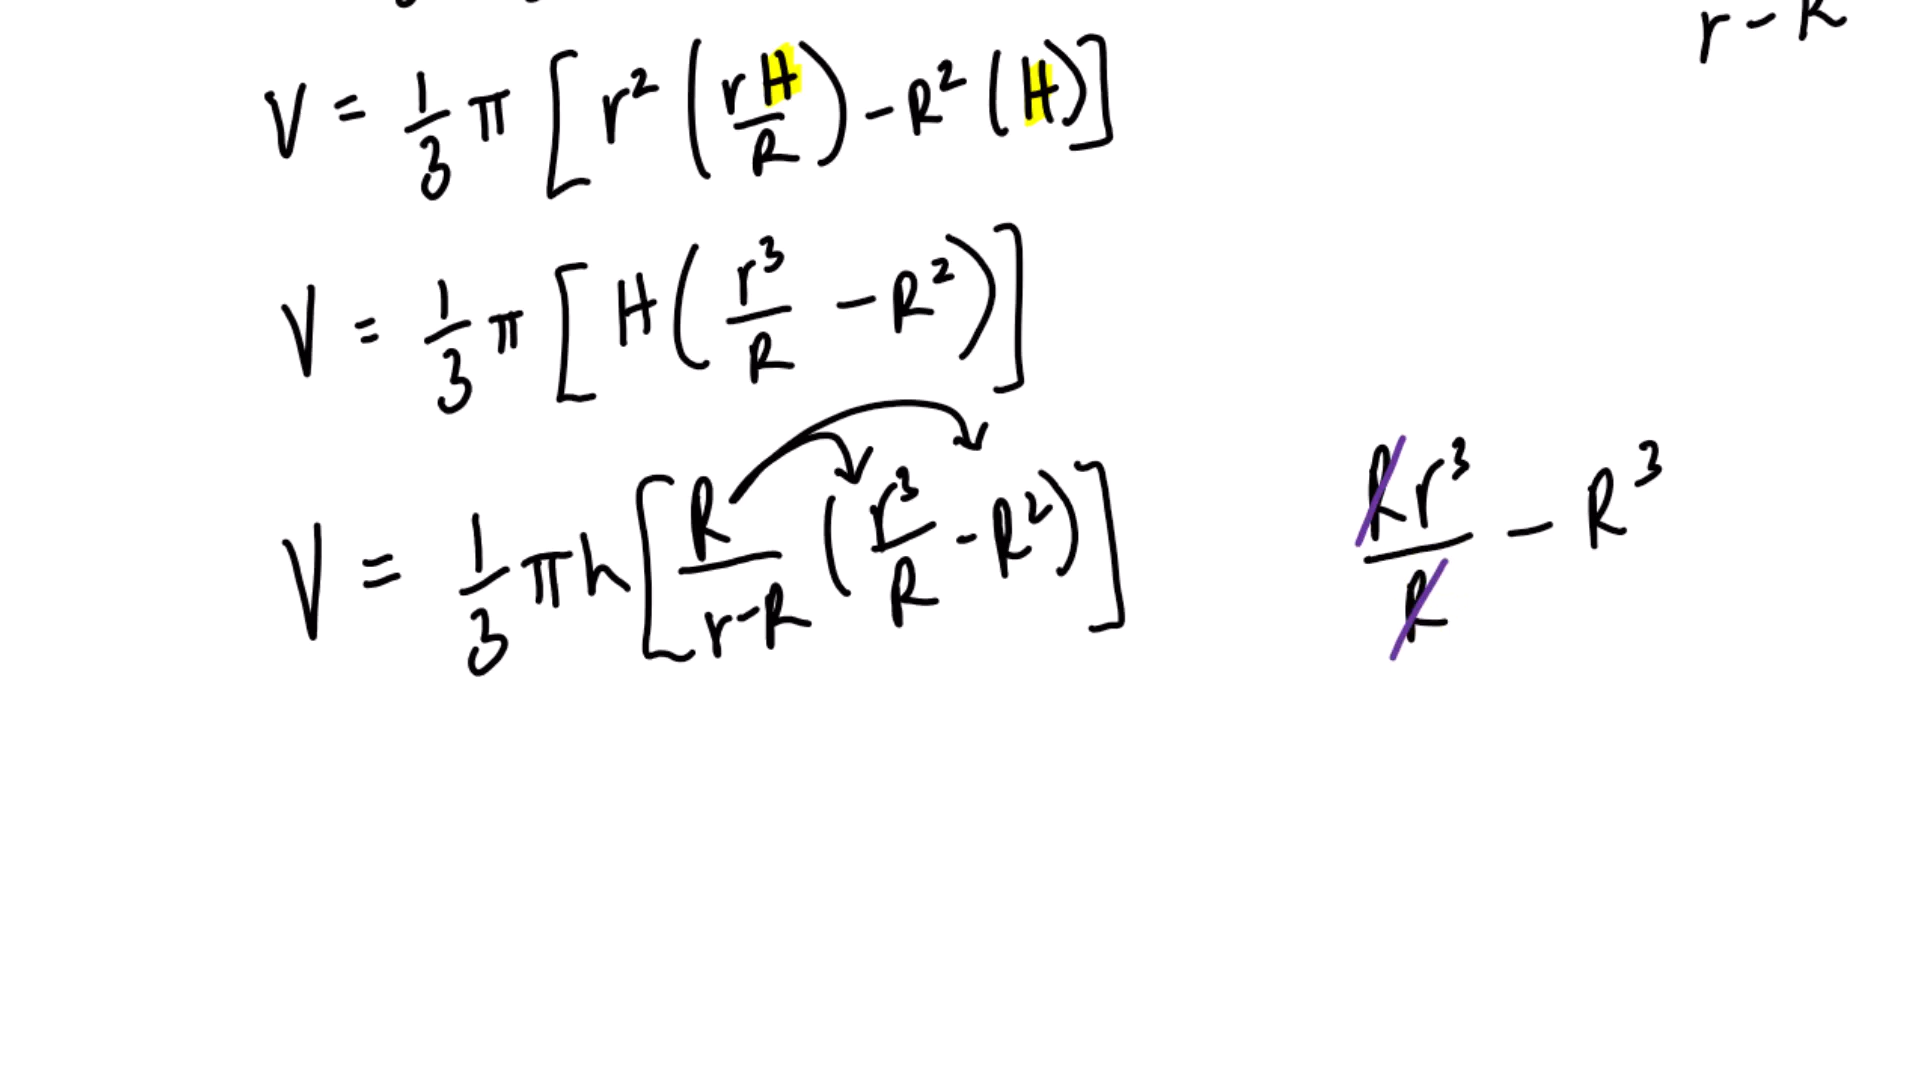 r - R
V = 1/3 π [ r² ( rH/R ) - R² (H) ]
V = 1/3 π [ H ( r³/R - R² ) ]
V = 1/3 πh [ R/(r-R) ( r³/R - R² ) ]
Rr³/R - R³